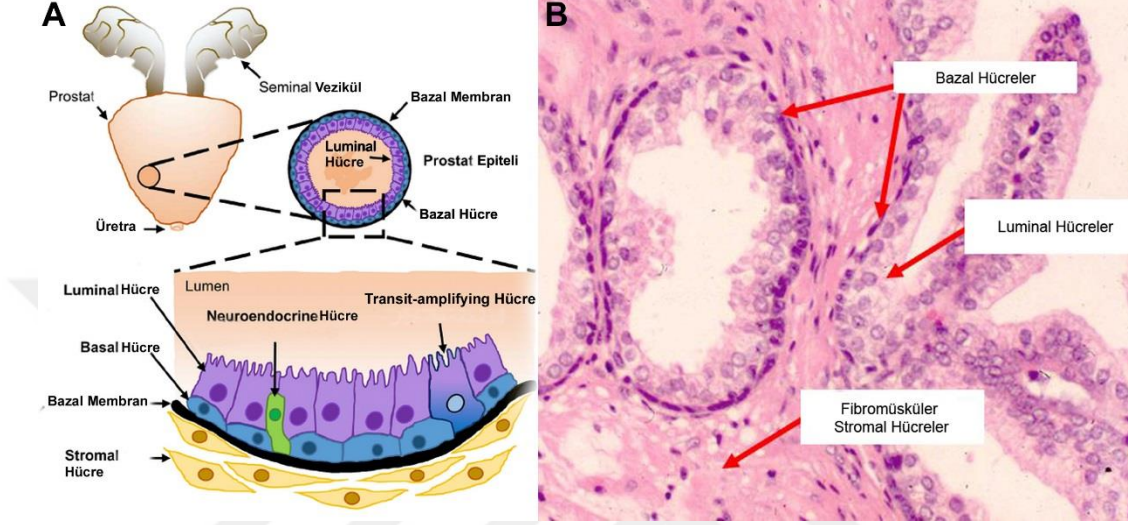 A
Seminal Vezikül
Prostat
Bazal Membran
Luminal
Hücre
Prostat Epiteli
Bazal Hücre
Üretra
Lumen
Luminal Hücre
Transit-amplifying Hücre
Neuroendocrine Hücre
Basal Hücre
Bazal Membran
Stromal
Hücre
B
Bazal Hücreler
Luminal Hücreler
Fibromüsküler
Stromal Hücreler